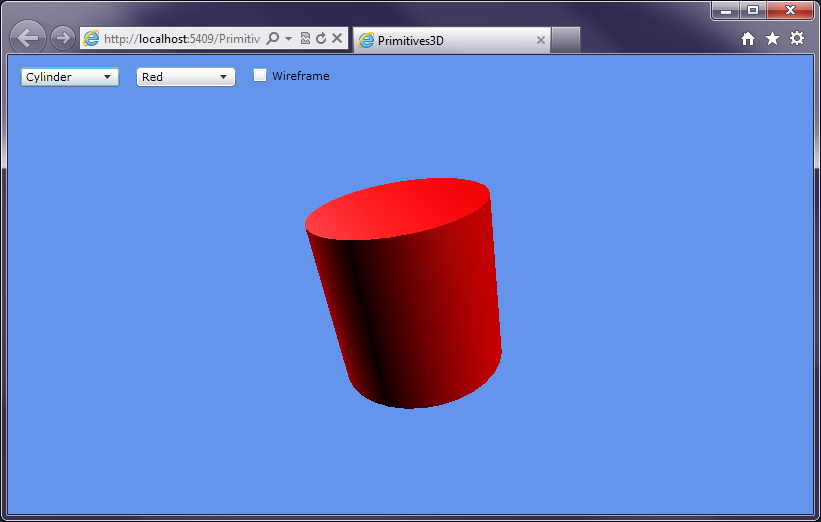 http://localhost:5409/Primitiv
Primitives3D
Cylinder
Red
Wireframe